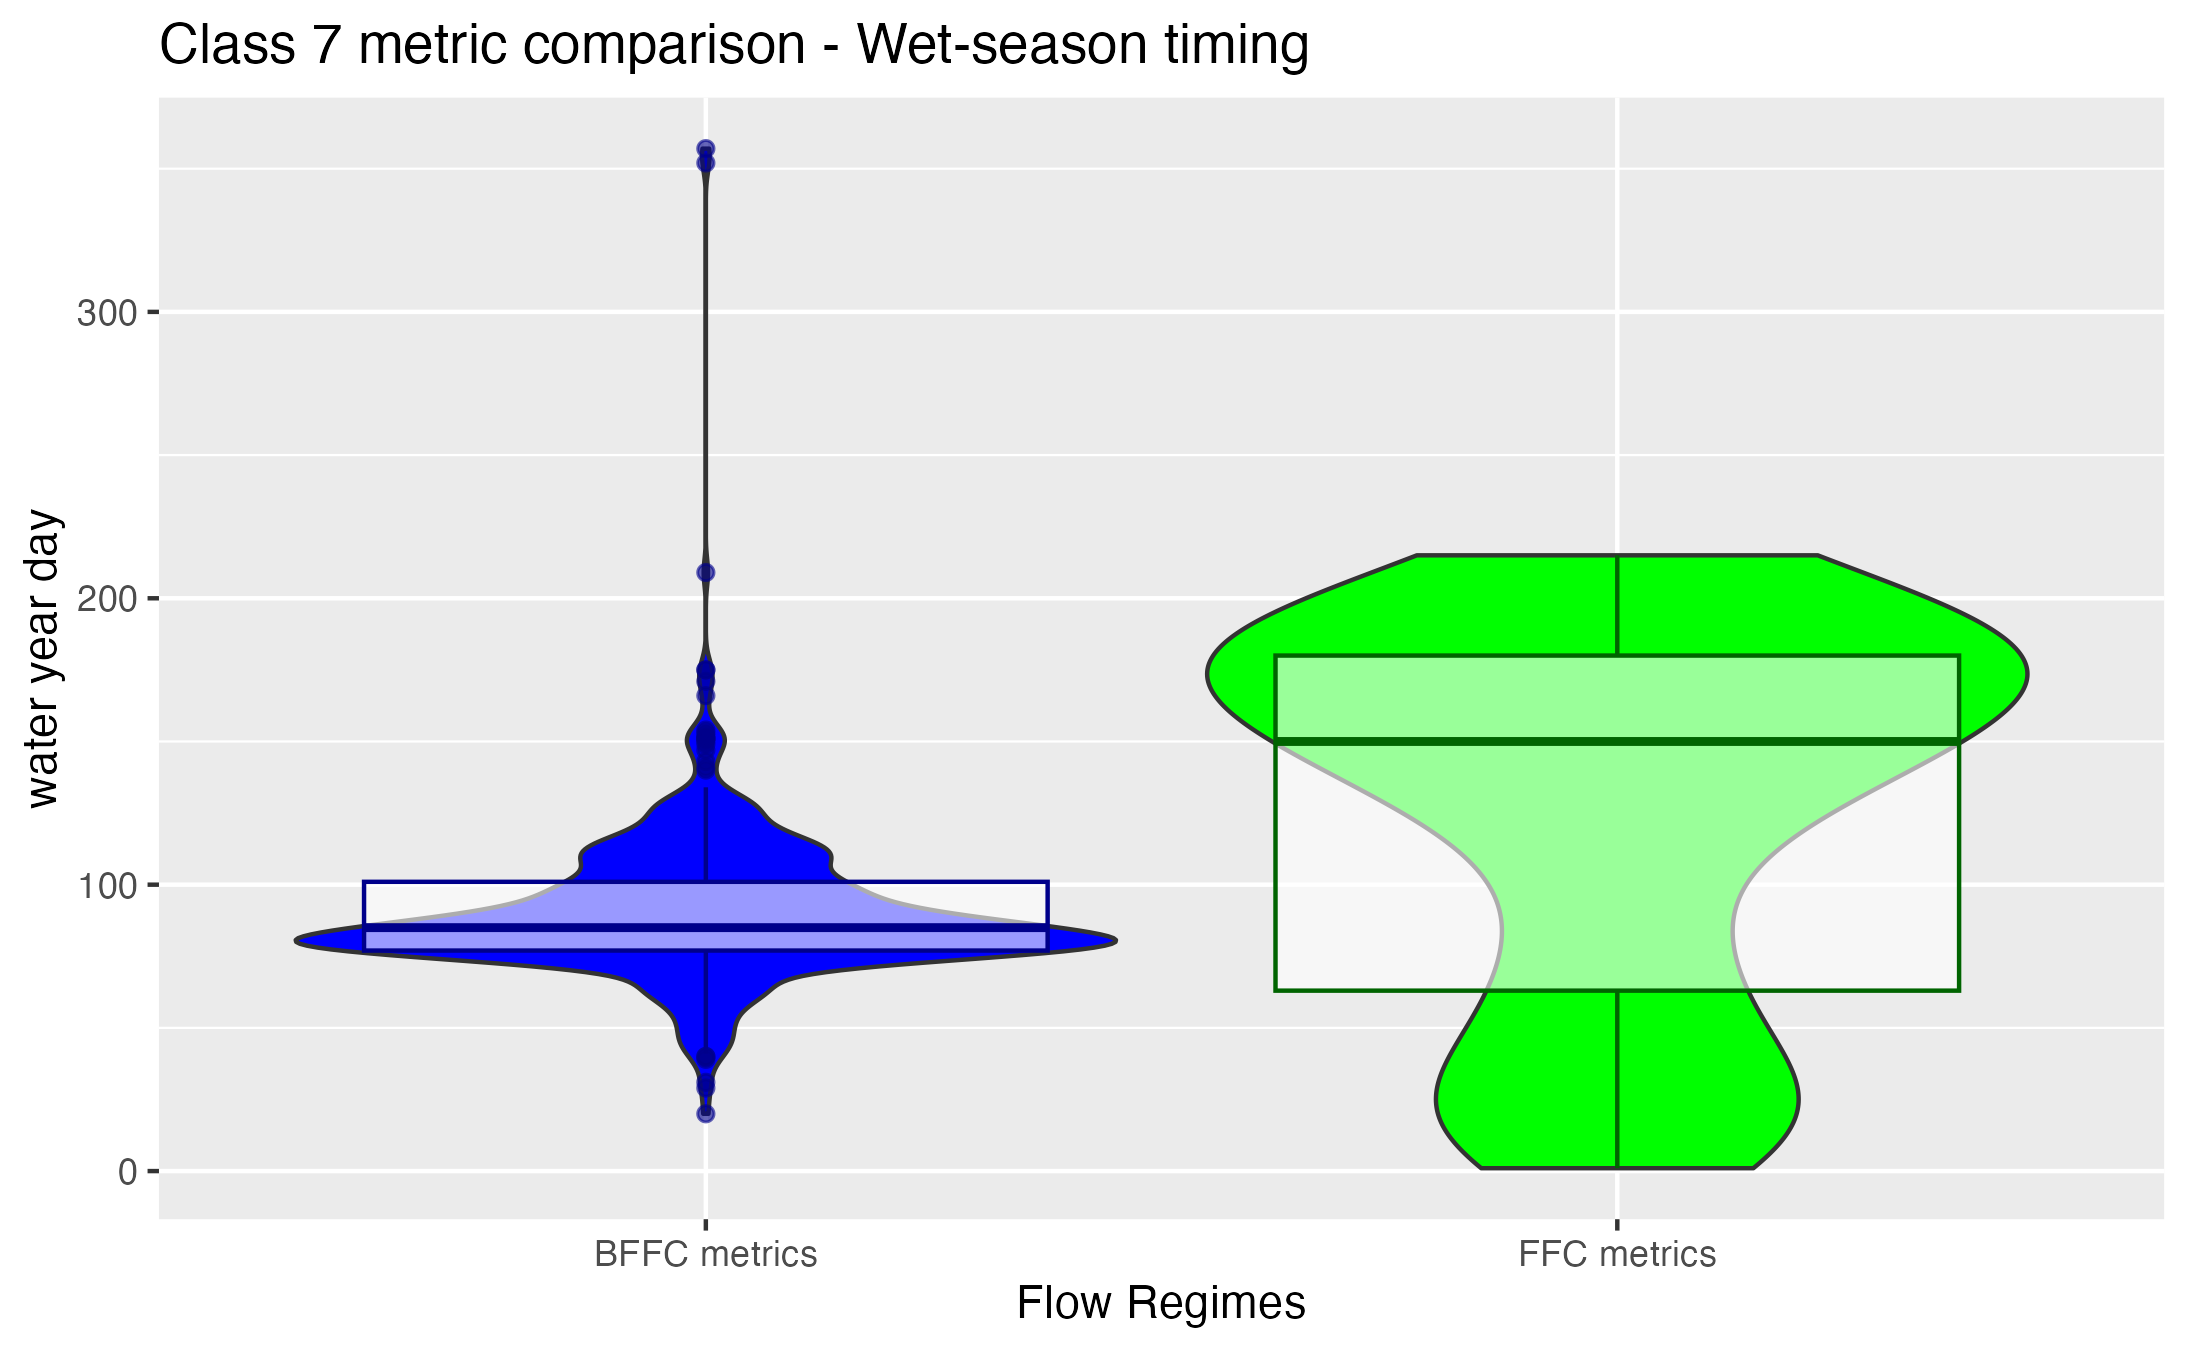 Class 7 metric comparison - Wet-season timing
water year day
300
200
100
0
BFFC metrics
FFC metrics
Flow Regimes